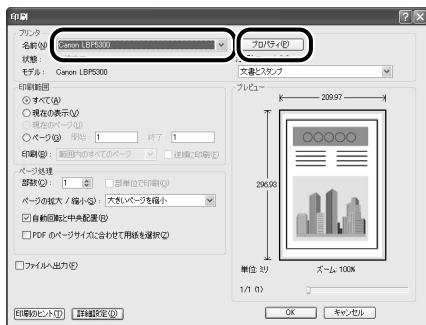 印刷
プリンタ
名前(N): Canon LBP5300 プロパティ(P)
状態:
モデル: Canon LBP5300
文書とスタンプ
印刷範囲
すべて(A)
現在の表示(V)
現在のページ(U)
ページ(G) 開始: 1 終了: 1
印刷(B): 範囲内のすべてのページ 逆順に印刷(E)
ページ処理
部数(C): 1 部単位で印刷(O)
ページの拡大 / 縮小(S): 大きいページを縮小
自動回転と中央配置(R)
PDF のページサイズに合わせて用紙を選択(Z)
ファイルへ出力(F)
プレビュー
209.97
296.93
単位: ミリ ズーム: 100%
1/1 (1)
印刷のヒント(T) 詳細設定(D) OK キャンセル